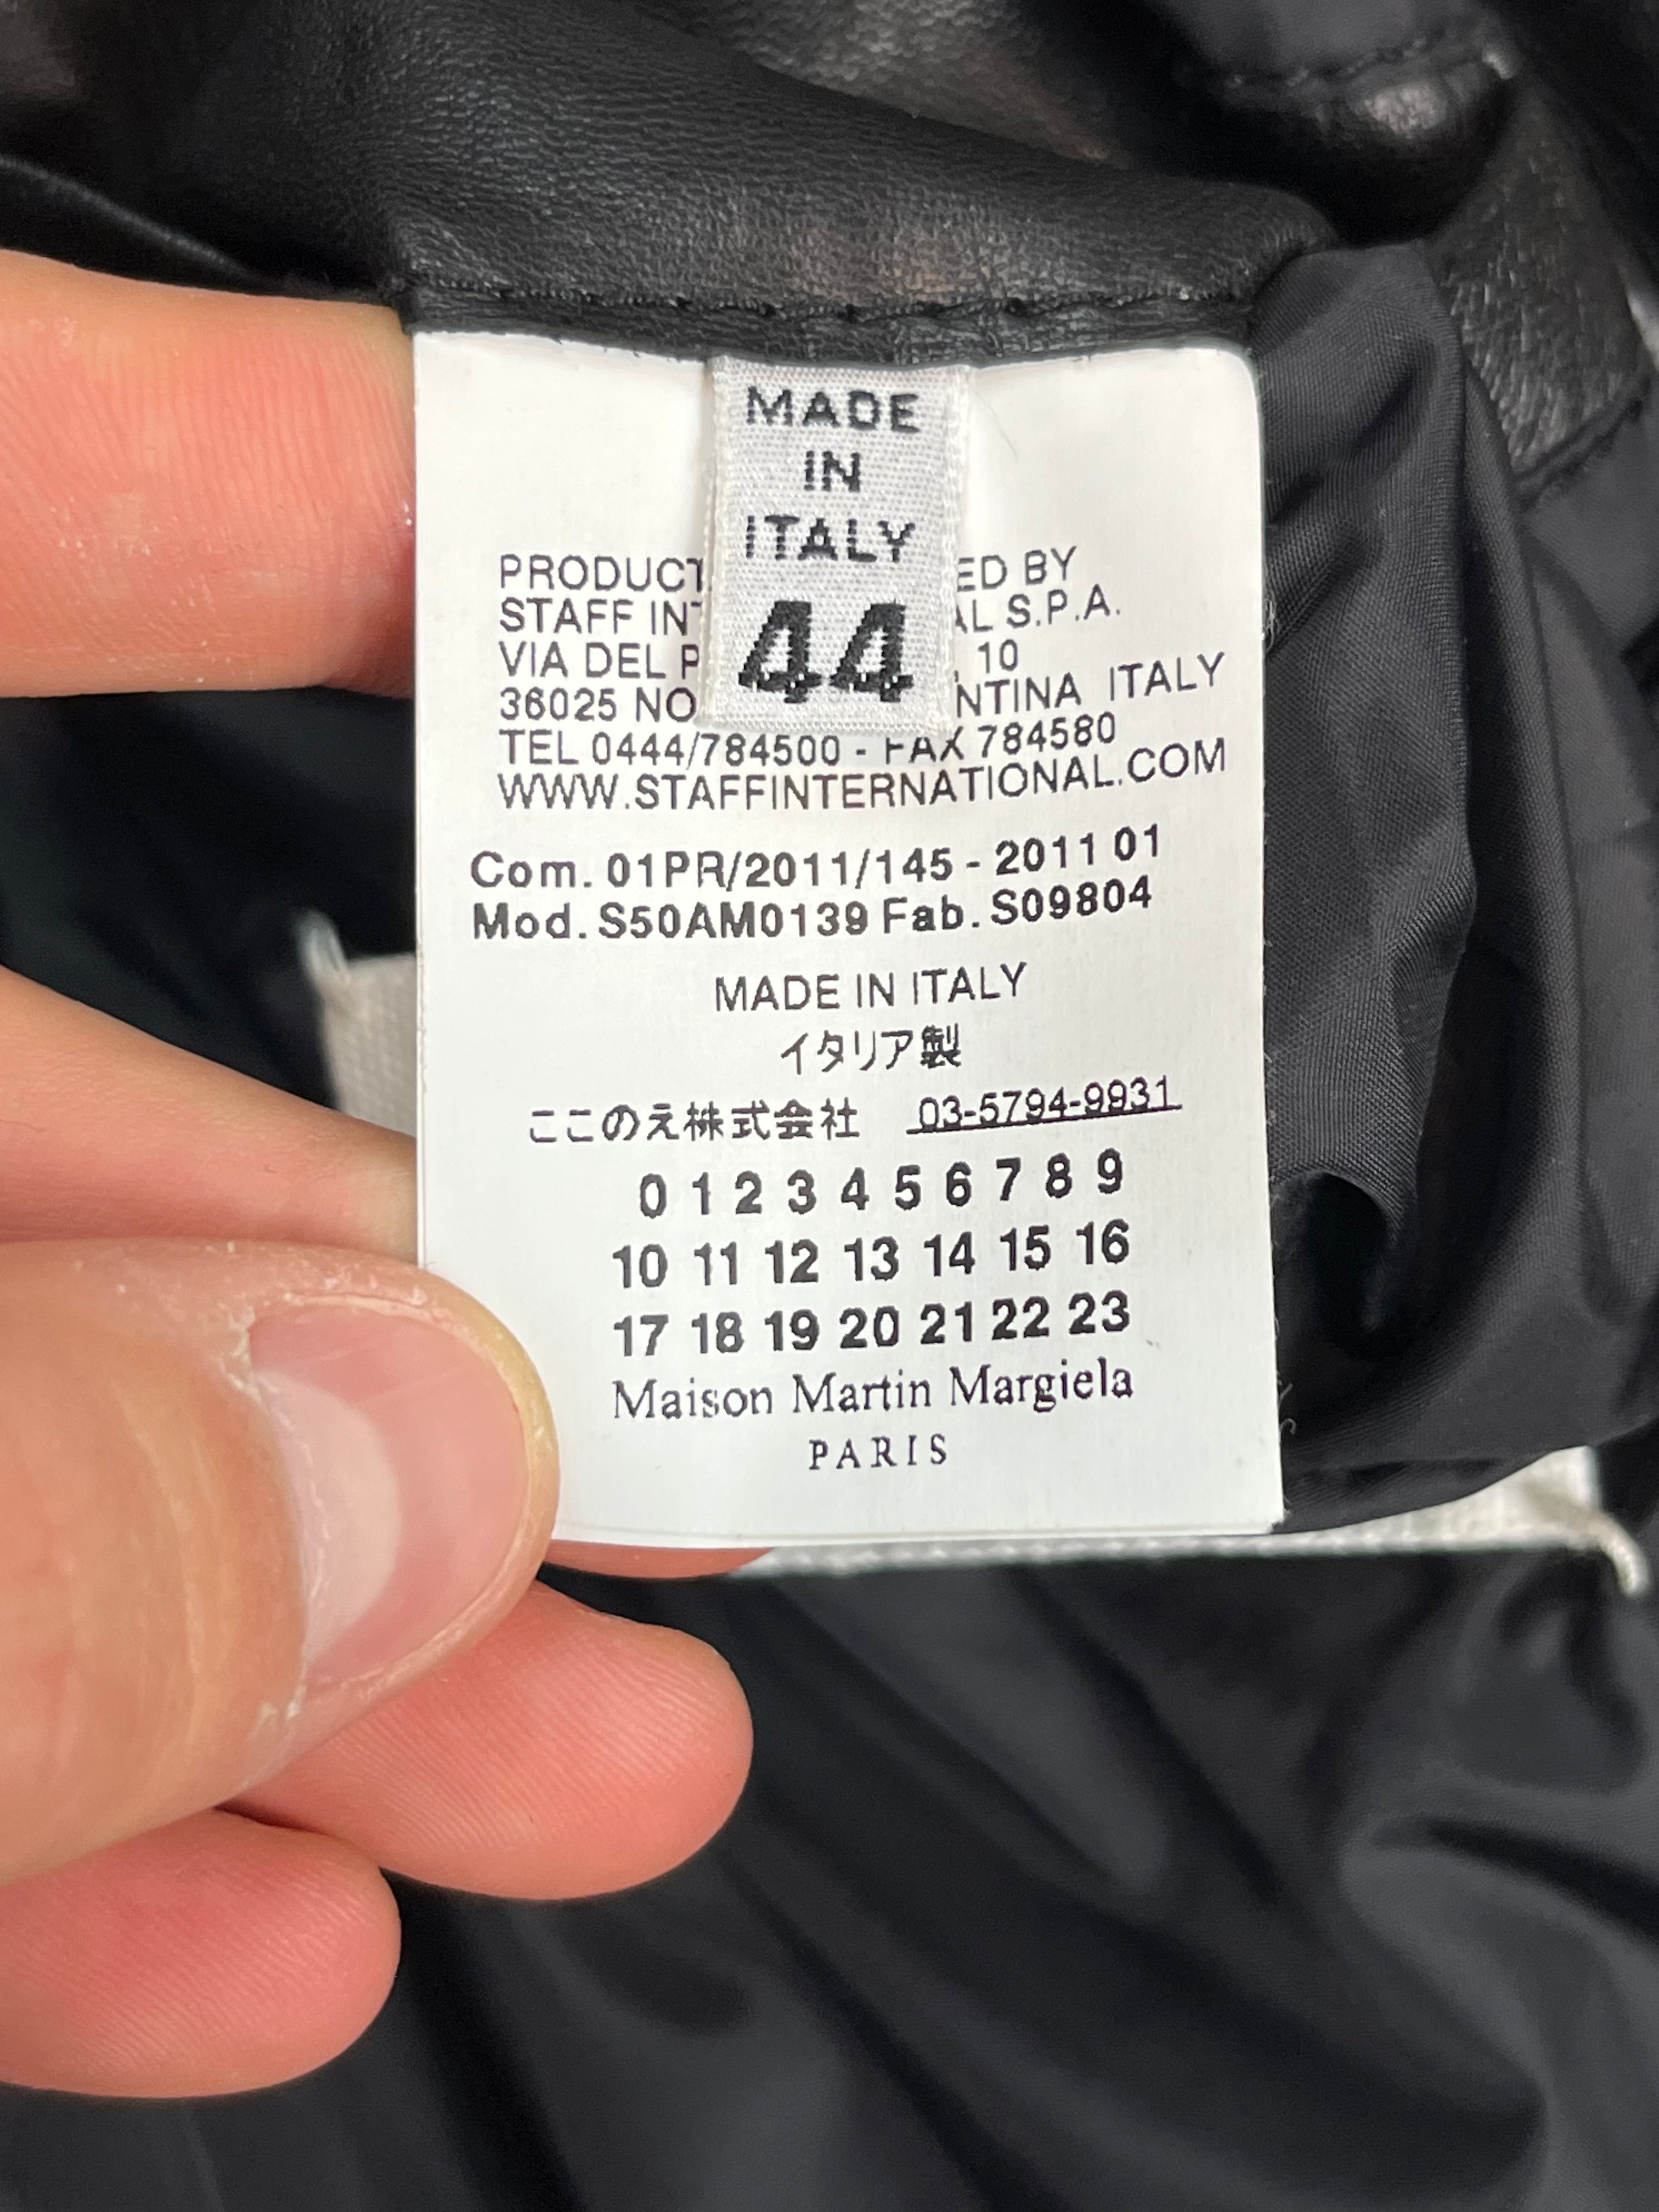 MADE
IN
ITALY
44
PRODUCT ED BY
STAFF INT AL S.P.A.
VIA DEL P , 10
36025 NO NTINA ITALY
TEL 0444/784500 - FAX 784580
WWW.STAFFINTERNATIONAL.COM
Com. 01PR/2011/145 - 2011 01
Mod. S50AM0139 Fab. S09804
MADE IN ITALY
イタリア製
ここのえ株式会社 03-5794-9931
0 1 2 3 4 5 6 7 8 9
10 11 12 13 14 15 16
17 18 19 20 21 22 23
Maison Martin Margiela
PARIS